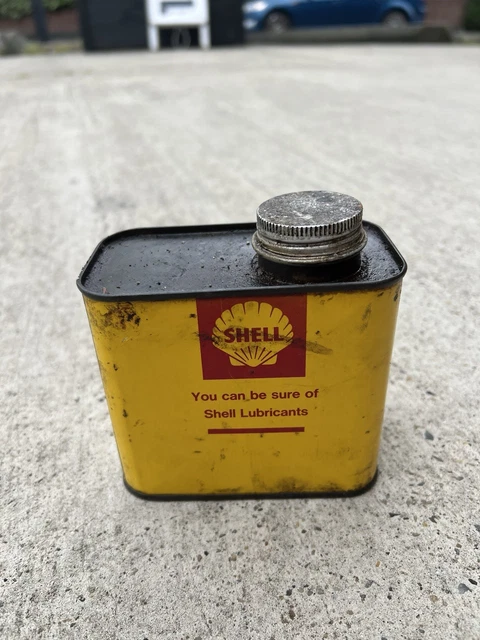 SHELL
You can be sure of
Shell Lubricants